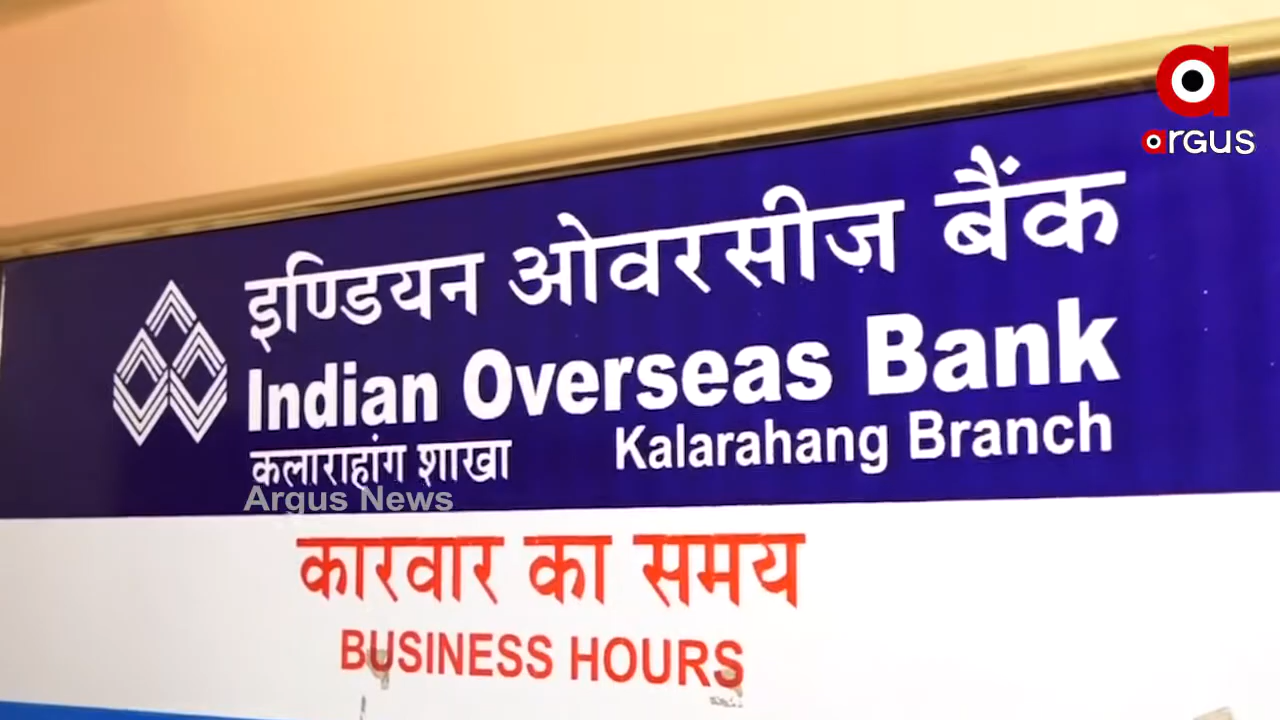 argus
इण्डियन ओवरसीज़ बैंक
Indian Overseas Bank
कलाराहांग शाखा Kalarahang Branch
Argus News
कारवार का समय
BUSINESS HOURS